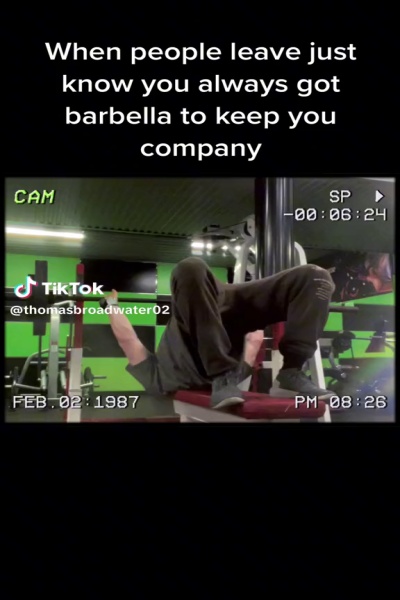 When people leave just
know you always got
barbella to keep you
company
CAM
SP
-00:06:24
TikTok
@thomasbroadwater02
FEB.02:1987
PM 08:26